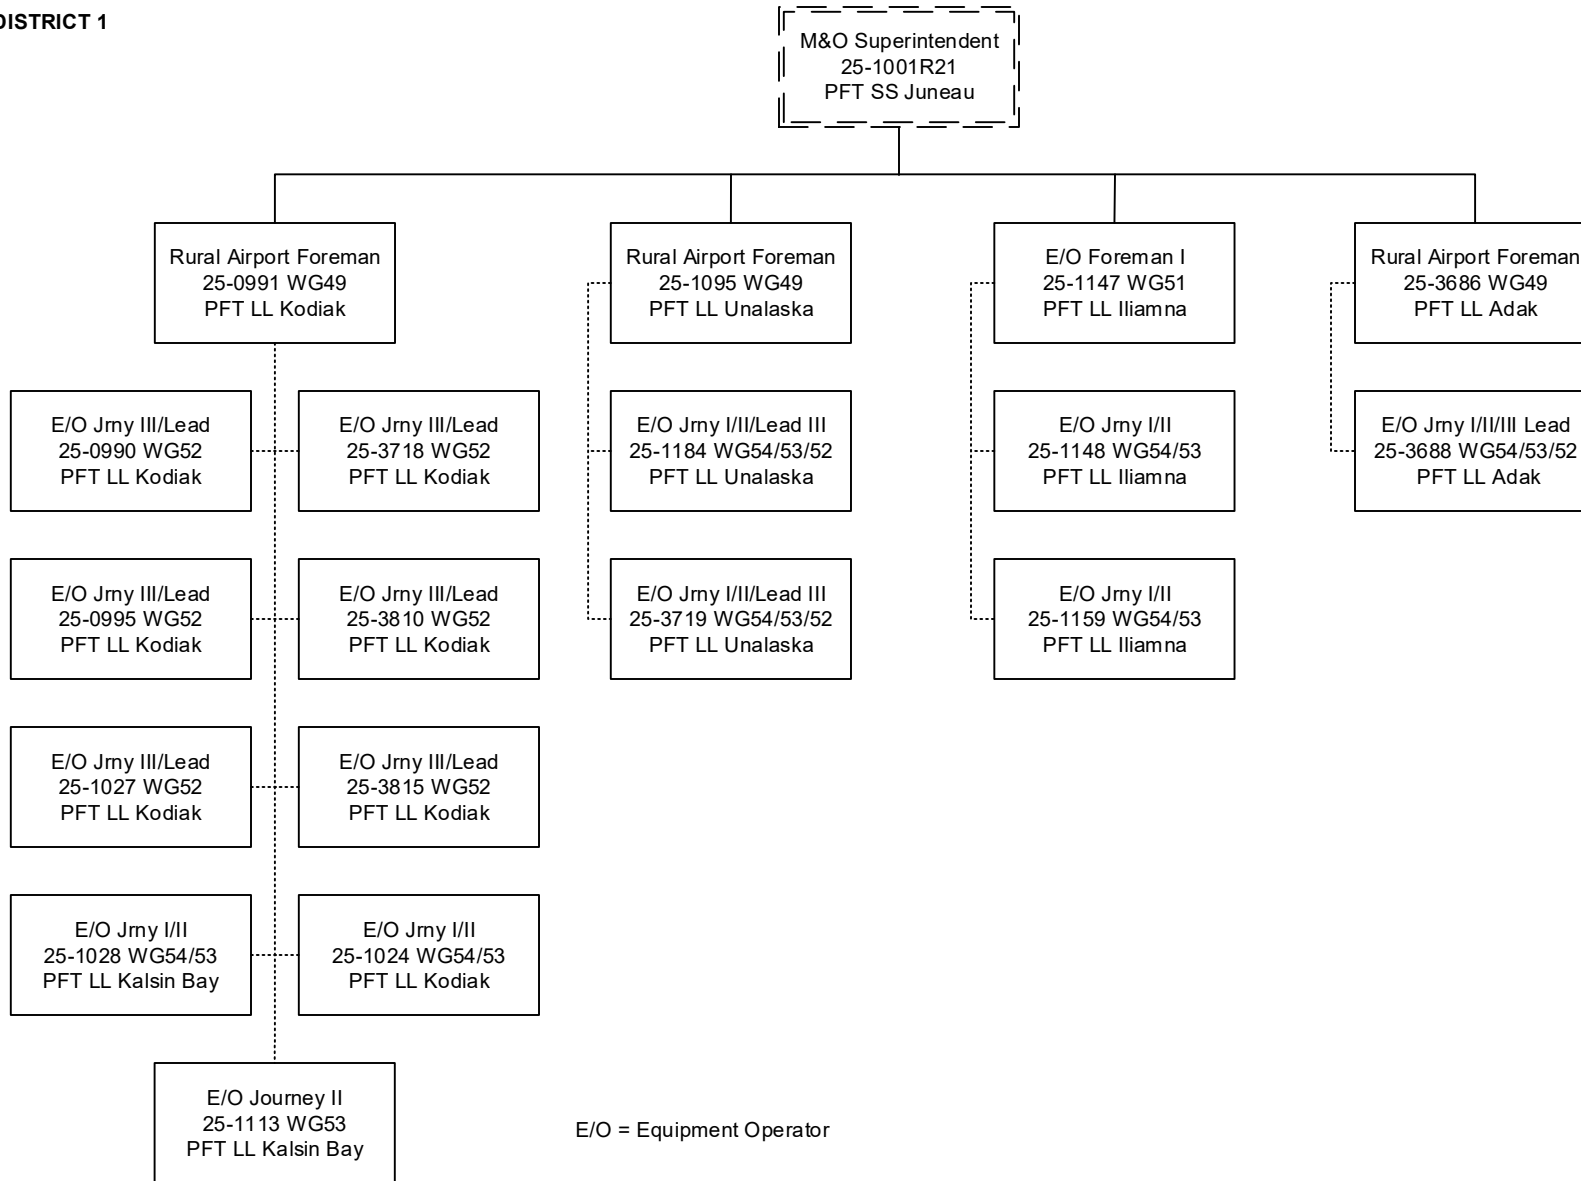 DISTRICT 1
M&O Superintendent
25-1001R21
PFT SS Juneau
Rural Airport Foreman
25-0991 WG49
PFT LL Kodiak
Rural Airport Foreman
25-1095 WG49
PFT LL Unalaska
E/O Foreman I
25-1147 WG51
PFT LL Iliamna
Rural Airport Foreman
25-3686 WG49
PFT LL Adak
E/O Jrny III/Lead
25-0990 WG52
PFT LL Kodiak
E/O Jrny III/Lead
25-3718 WG52
PFT LL Kodiak
E/O Jrny I/II/Lead III
25-1184 WG54/53/52
PFT LL Unalaska
E/O Jrny I/II
25-1148 WG54/53
PFT LL Iliamna
E/O Jrny I/II/III Lead
25-3688 WG54/53/52
PFT LL Adak
E/O Jrny III/Lead
25-0995 WG52
PFT LL Kodiak
E/O Jrny III/Lead
25-3810 WG52
PFT LL Kodiak
E/O Jrny I/II/Lead III
25-3719 WG54/53/52
PFT LL Unalaska
E/O Jrny I/II
25-1159 WG54/53
PFT LL Iliamna
E/O Jrny III/Lead
25-1027 WG52
PFT LL Kodiak
E/O Jrny III/Lead
25-3815 WG52
PFT LL Kodiak
E/O Jrny I/II
25-1028 WG54/53
PFT LL Kalsin Bay
E/O Jrny I/II
25-1024 WG54/53
PFT LL Kodiak
E/O Journey II
25-1113 WG53
PFT LL Kalsin Bay
E/O = Equipment Operator